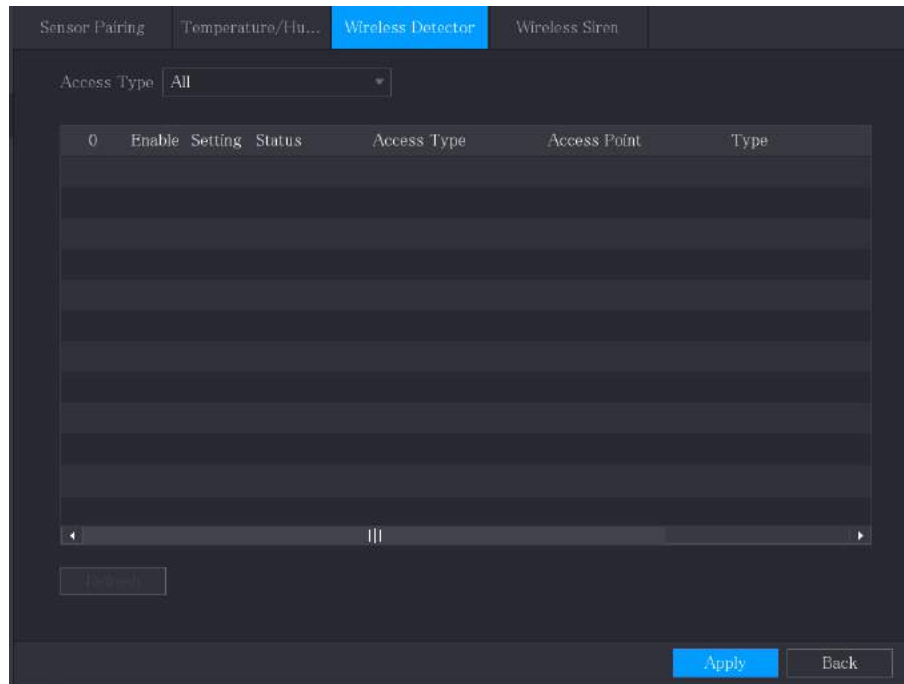 Sensor Pairing Temperature/Hu... Wireless Detector Wireless Siren
Access Type All
0 Enable Setting Status Access Type Access Point Type
Refresh
Apply Back